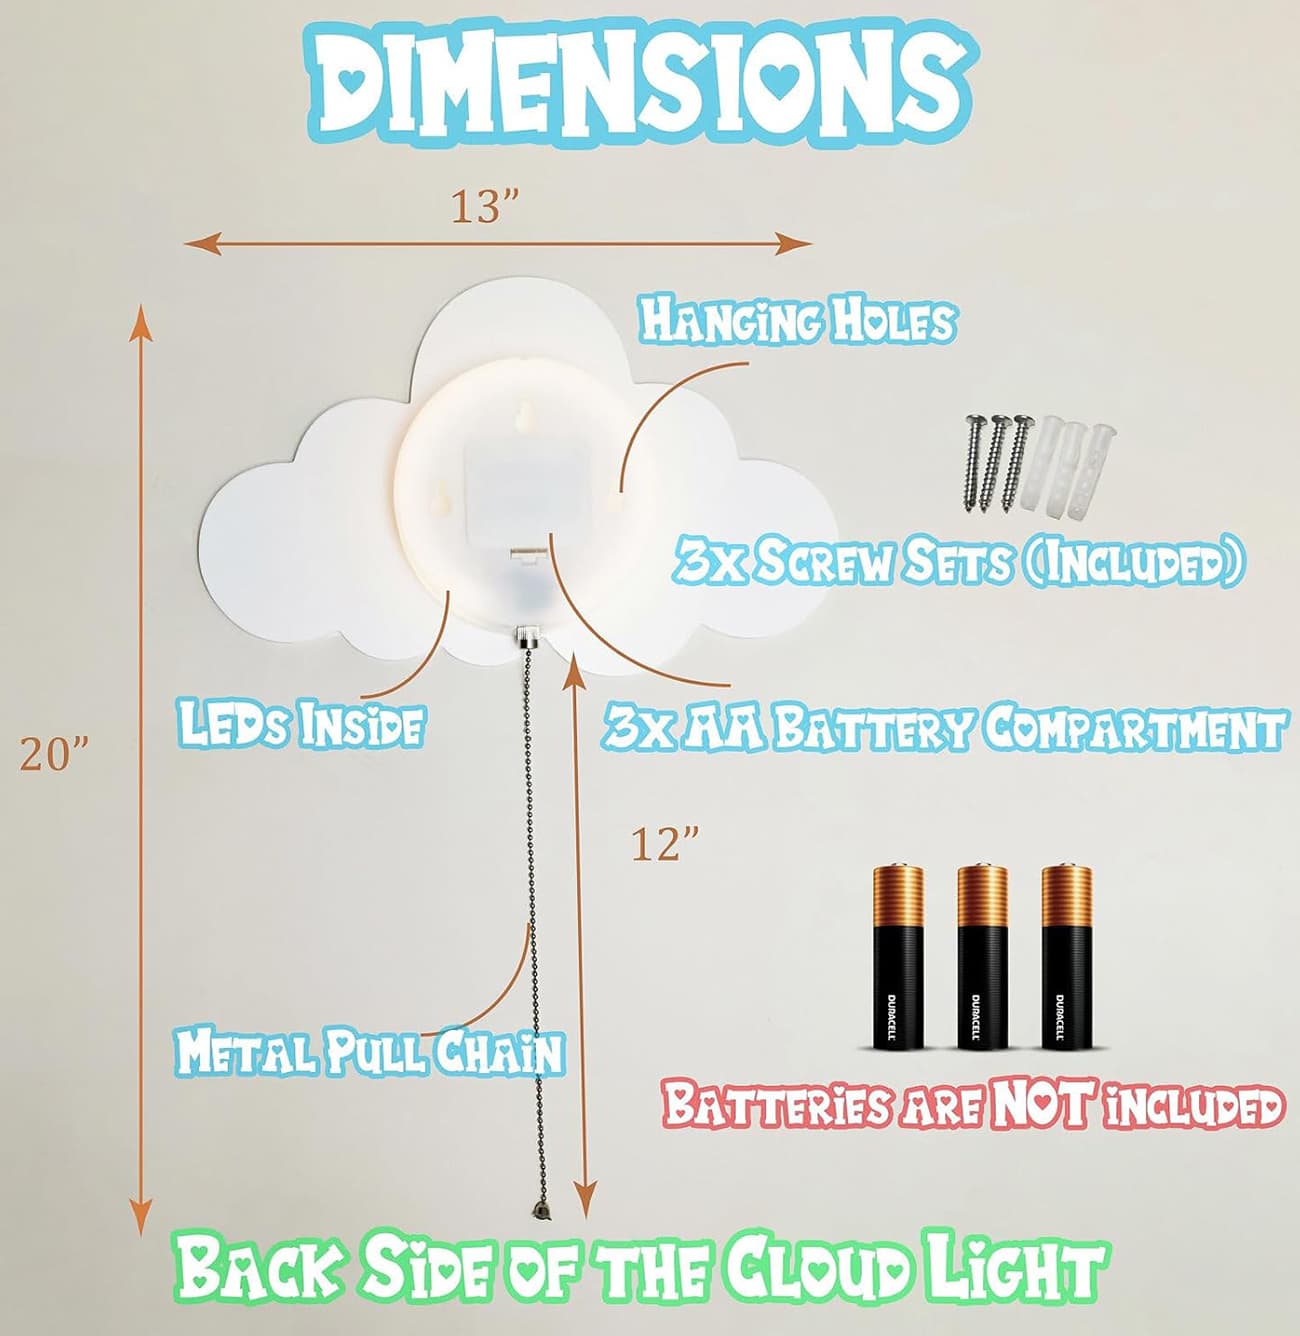 DIMENSIONS
13”
HANGING HOLES
3X SCREW SETS (INCLUDED)
LEDS INSIDE
3X AA BATTERY COMPARTMENT
20”
12”
DURACELL
DURACELL
DURACELL
METAL PULL CHAIN
BATTERIES ARE NOT INCLUDED
BACK SIDE OF THE CLOUD LIGHT